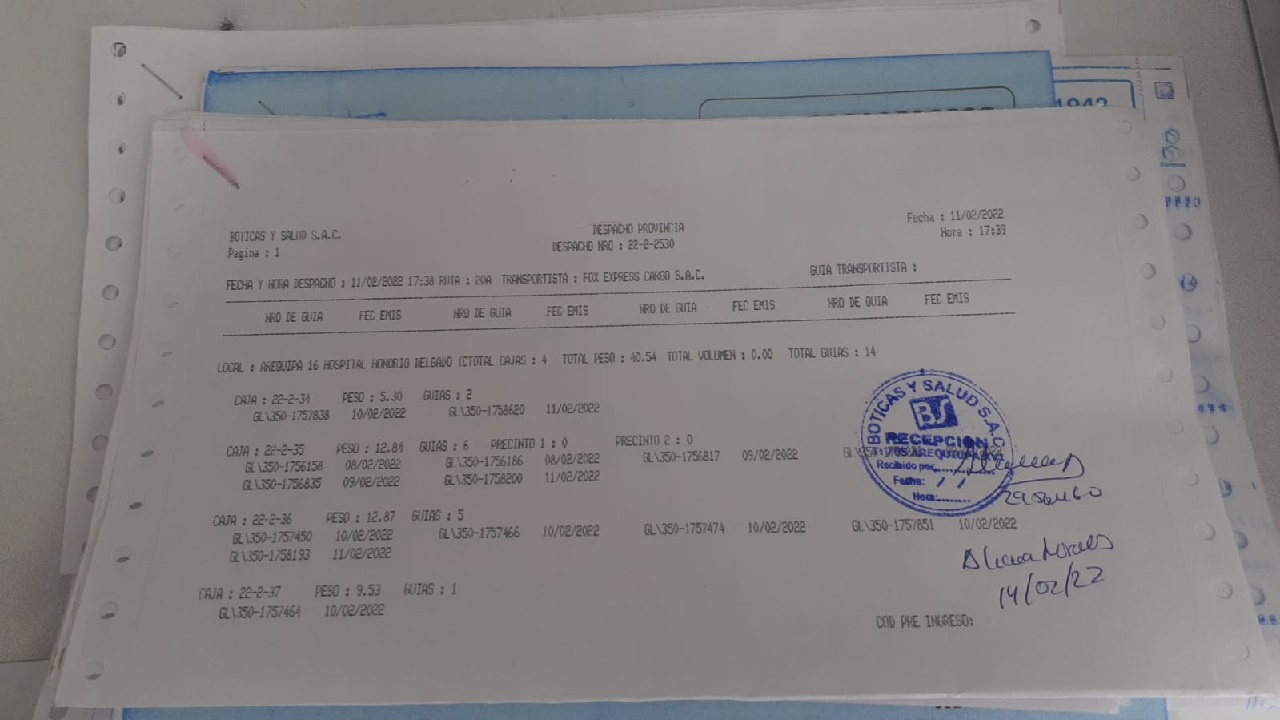 1942
BOTICAS Y SALUD S.A.C.
Pagina : 1
DESPACHO PROVINCIA
DESPACHO NRO : 22-2-2530
Fecha : 11/02/2022
Hora : 17:39
FECHA Y HORA DESPACHO : 11/02/2022 17:38 RUTA : 20A TRANSPORTISTA : FOX EXPRESS CARGO S.A.C. GUIA TRANSPORTISTA :
NRO DE GUIA FEC EMIS NRO DE GUIA FEC EMIS NRO DE GUIA FEC EMIS NRO DE GUIA FEC EMIS
LOCAL : AREQUIPA 16 HOSPITAL HONORIO DELGADO (CTOTAL CAJAS : 4 TOTAL PESO : 40.54 TOTAL VOLUMEN : 0.00 TOTAL GUIAS : 14
CAJA : 22-2-34 PESO : 5.30 GUIAS : 2
GL\350-1757838 10/02/2022 GL\350-1758620 11/02/2022
CAJA : 22-2-35 PESO : 12.84 GUIAS : 6 PRECINTO 1 : 0 PRECINTO 2 : 0
GL\350-1756158 08/02/2022 GL\350-1756186 08/02/2022 GL\350-1756817 09/02/2022
GL\350-1756835 09/02/2022 GL\350-1758200 11/02/2022
CAJA : 22-2-36 PESO : 12.87 GUIAS : 5
GL\350-1757450 10/02/2022 GL\350-1757466 10/02/2022 GL\350-1757474 10/02/2022 GL\350-1757851 10/02/2022
GL\350-1758193 11/02/2022
CAJA : 22-2-37 PESO : 9.53 GUIAS : 1
GL\350-1757464 10/02/2022
COD PRE INGRESO:
BOTICAS Y SALUD S.A.C.
BS
RECEPCION
Recibido por
Fecha: / /
Hora:
14/02/22